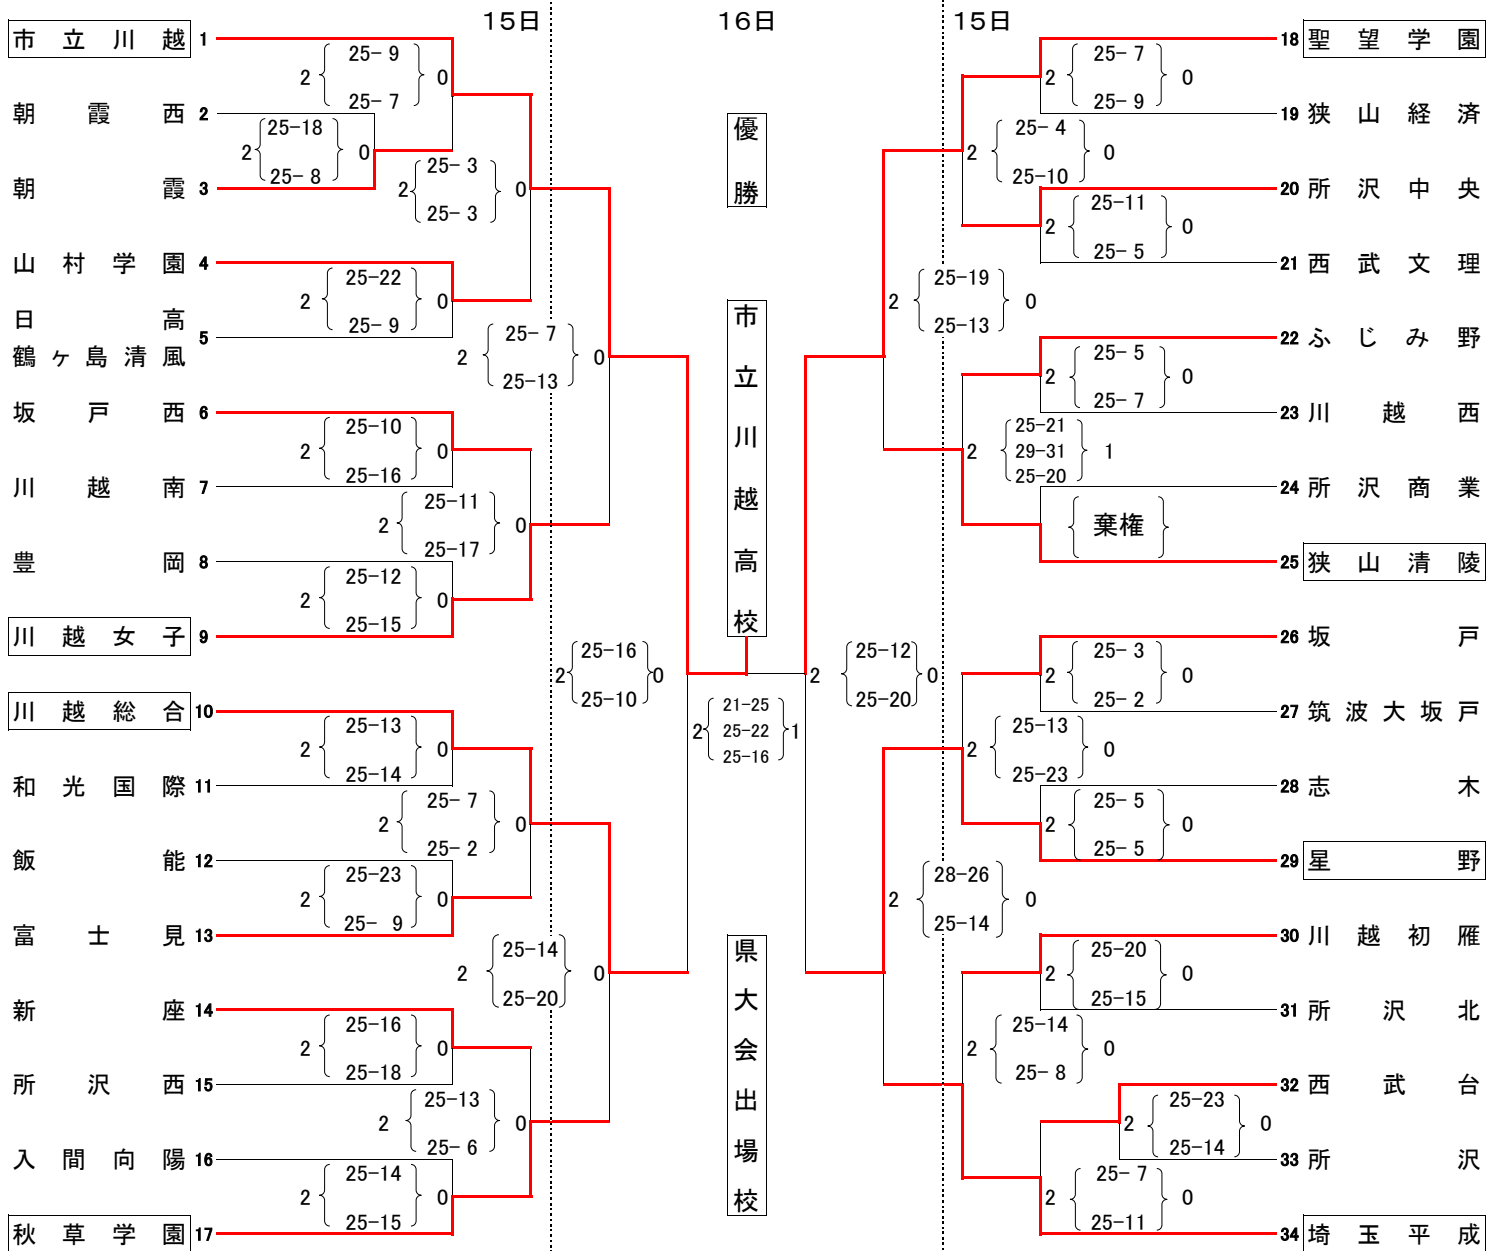 15日
16日
15日
市立川越 1
25- 9
2 0
25- 7
朝霞西 2
25-18
2 0
25- 8
朝霞 3
25- 3
2 0
25- 3
山村学園 4
25-22
2 0
25- 9
日高
5
鶴ヶ島清風
25- 7
2 0
25-13
坂戸西 6
25-10
2 0
25-16
川越南 7
25-11
2 0
25-17
豊岡 8
25-12
2 0
25-15
川越女子 9
25-16
2 0
25-10
川越総合 10
25-13
2 0
25-14
和光国際 11
25- 7
2 0
25- 2
飯能 12
25-23
2 0
25- 9
富士見 13
25-14
2 0
25-20
新座 14
25-16
2 0
25-18
所沢西 15
25-13
2 0
25- 6
入間向陽 16
25-14
2 0
25-15
秋草学園 17
優勝
市立川越高校
21-25
2 25-22 1
25-16
県大会出場校
18 聖望学園
25- 7
2 0
25- 9
19 狭山経済
25- 4
2 0
25-10
20 所沢中央
25-11
2 0
25- 5
21 西武文理
25-19
2 0
25-13
22 ふじみ野
25- 5
2 0
25- 7
23 川越西
25-21
2 29-31 1
25-20
24 所沢商業
棄権
25 狭山清陵
25-12
2 0
25-20
26 坂戸
25- 3
2 0
25- 2
27 筑波大坂戸
25-13
2 0
25-23
28 志木
25- 5
2 0
25- 5
29 星野
28-26
2 0
25-14
30 川越初雁
25-20
2 0
25-15
31 所沢北
25-14
2 0
25- 8
32 西武台
25-23
2 0
25-14
33 所沢
25- 7
2 0
25-11
34 埼玉平成